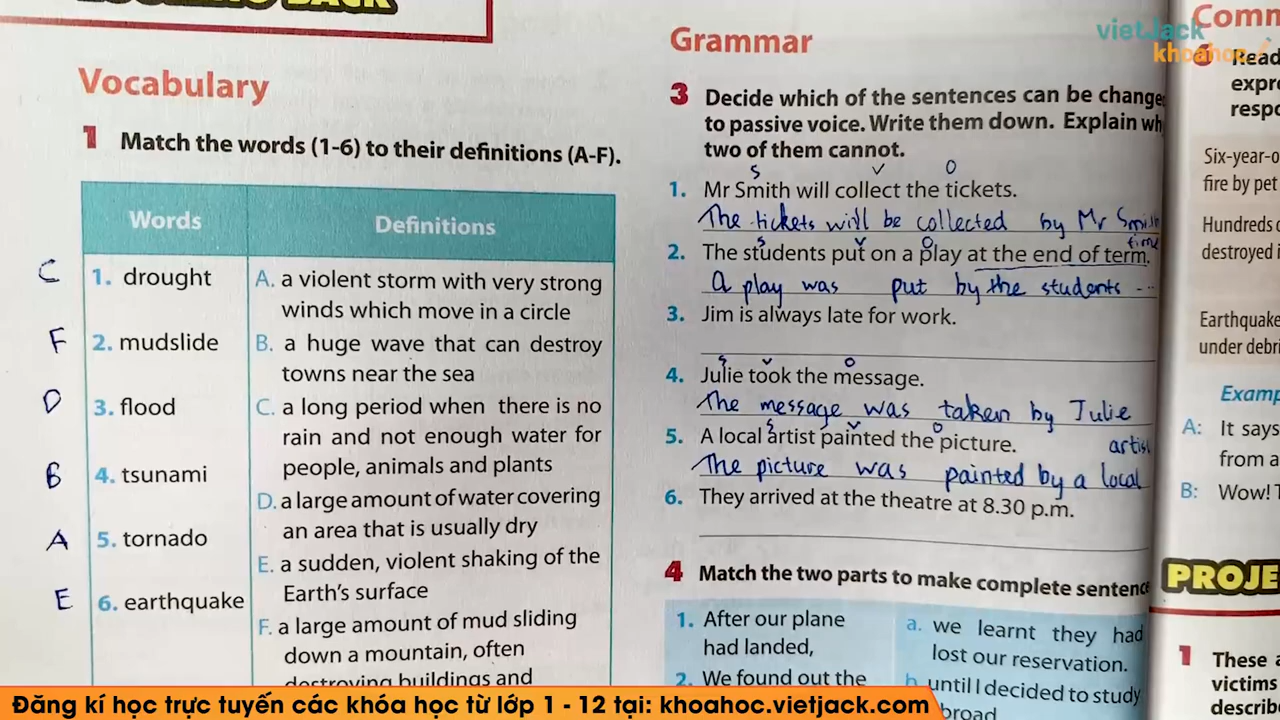 vietJack
khoahoc
Vocabulary
1 Match the words (1-6) to their definitions (A-F).
Words
Definitions
C 1. drought
A. a violent storm with very strong
winds which move in a circle
F 2. mudslide
B. a huge wave that can destroy
towns near the sea
D 3. flood
C. a long period when there is no
rain and not enough water for
people, animals and plants
B 4. tsunami
D. a large amount of water covering
an area that is usually dry
A 5. tornado
E. a sudden, violent shaking of the
Earth's surface
E 6. earthquake
F. a large amount of mud sliding
down a mountain, often
destroying buildings and
Grammar
3 Decide which of the sentences can be change
to passive voice. Write them down. Explain wh
two of them cannot.
S V O
1. Mr Smith will collect the tickets.
The tickets will be collected by Mr Smith
S V O time
2. The students put on a play at the end of term.
A play was put by the students ...
3. Jim is always late for work.
S V O
4. Julie took the message.
The message was taken by Julie
S V O
5. A local artist painted the picture.
artist
The picture was painted by a local
6. They arrived at the theatre at 8.30 p.m.
4 Match the two parts to make complete sentenc
1. After our plane
had landed,
2. We found out the
a. we learnt they had
lost our reservation.
b. until I decided to study
broad
Comm
Read
expre
respo
Six-year-o
fire by pet
Hundreds o
destroyed
Earthquake
under debri
Examp
A: It says
from a
B: Wow! T
PROJE
1 These a
victims
describ
Đăng kí học trực tuyến các khóa học từ lớp 1 - 12 tại: khoahoc.vietjack.com